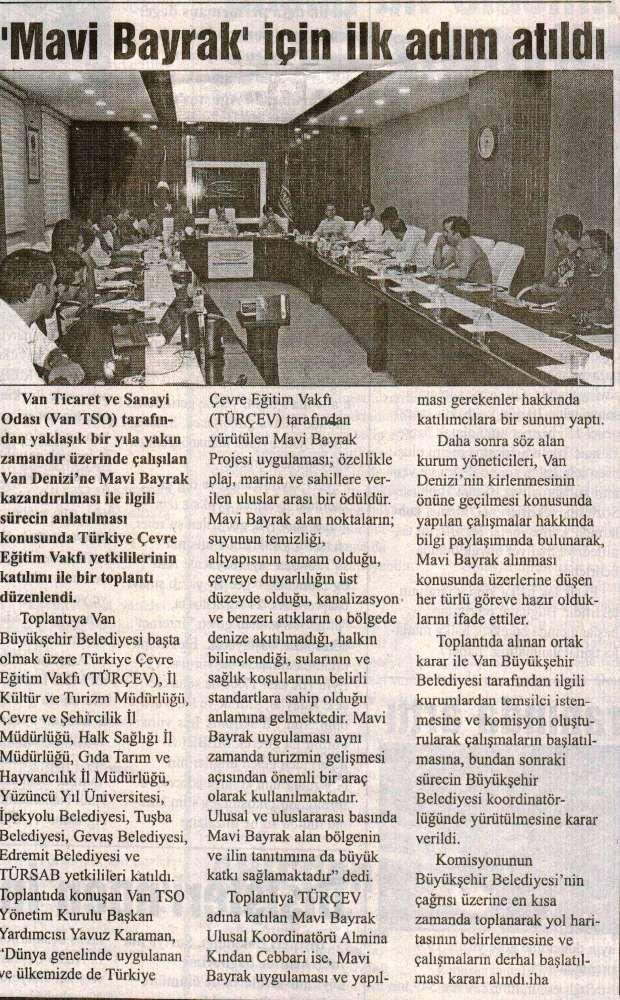 'Mavi Bayrak' için ilk adım atıldı
Van Ticaret ve Sanayi
Odası (Van TSO) tarafın-
dan yaklaşık bir yıla yakın
zamandır üzerinde çalışılan
Van Denizi'ne Mavi Bayrak
kazandırılması ile ilgili
sürecin anlatılması
konusunda Türkiye Çevre
Eğitim Vakfı yetkililerinin
katılımı ile bir toplantı
düzenlendi.
Toplantıya Van
Büyükşehir Belediyesi başta
olmak üzere Türkiye Çevre
Eğitim Vakfı (TÜRÇEV), İl
Kültür ve Turizm Müdürlüğü,
Çevre ve Şehircilik İl
Müdürlüğü, Halk Sağlığı İl
Müdürlüğü, Gıda Tarım ve
Hayvancılık İl Müdürlüğü,
Yüzüncü Yıl Üniversitesi,
İpekyolu Belediyesi, Tuşba
Belediyesi, Gevaş Belediyesi,
Edremit Belediyesi ve
TÜRSAB yetkilileri katıldı.
Toplantıda konuşan Van TSO
Yönetim Kurulu Başkan
Yardımcısı Yavuz Karaman,
"Dünya genelinde uygulanan
ve ülkemizde de Türkiye
Çevre Eğitim Vakfı
(TÜRÇEV) tarafından
yürütülen Mavi Bayrak
Projesi uygulaması; özellikle
plaj, marina ve sahillere ver-
ilen uluslar arası bir ödüldür.
Mavi Bayrak alan noktaların;
suyunun temizliği,
altyapısının tamam olduğu,
çevreye duyarlılığın üst
düzeyde olduğu, kanalizasyon
ve benzeri atıkların o bölgede
denize akıtılmadığı, halkın
bilinçlendiği, sularının ve
sağlık koşullarının belirli
standartlara sahip olduğu
anlamına gelmektedir. Mavi
Bayrak uygulaması aynı
zamanda turizmin gelişmesi
açısından önemli bir araç
olarak kullanılmaktadır.
Ulusal ve uluslararası basında
Mavi Bayrak alan bölgenin
ve ilin tanıtımına da büyük
katkı sağlamaktadır" dedi.
Toplantıya TÜRÇEV
adına katılan Mavi Bayrak
Ulusal Koordinatörü Almina
Kından Cebbari ise, Mavi
Bayrak uygulaması ve yapıl-
ması gerekenler hakkında
katılımcılara bir sunum yaptı.
Daha sonra söz alan
kurum yöneticileri, Van
Denizi'nin kirlenmesinin
önüne geçilmesi konusunda
yapılan çalışmalar hakkında
bilgi paylaşımında bulunarak,
Mavi Bayrak alınması
konusunda üzerlerine düşen
her türlü göreve hazır olduk-
larını ifade ettiler.
Toplantıda alınan ortak
karar ile Van Büyükşehir
Belediyesi tarafından ilgili
kurumlardan temsilci isten-
mesine ve komisyon oluştu-
rularak çalışmaların başlatıl-
masına, bundan sonraki
sürecin Büyükşehir
Belediyesi koordinatör-
lüğünde yürütülmesine karar
verildi.
Komisyonunun
Büyükşehir Belediyesi'nin
çağrısı üzerine en kısa
zamanda toplanarak yol hari-
tasının belirlenmesine ve
çalışmaların derhal başlatıl-
ması kararı alındı.iha